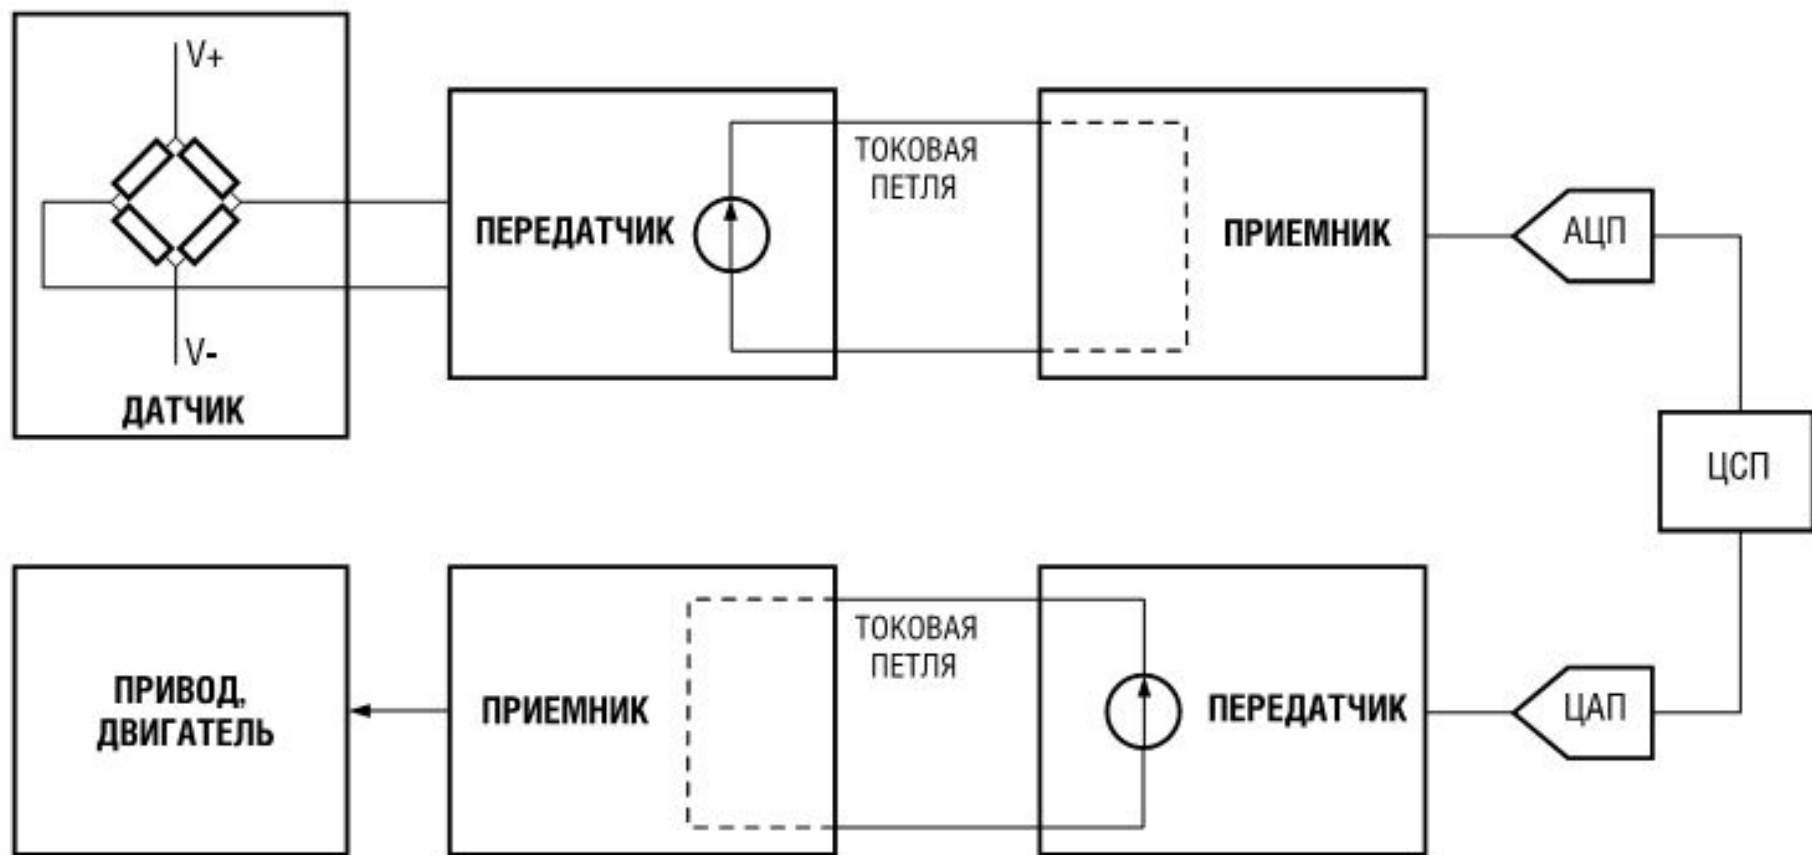 V+
V-
ДАТЧИК
ПЕРЕДАТЧИК
ТОКОВАЯ
ПЕТЛЯ
ПРИЕМНИК
АЦП
ЦСП
ПРИВОД,
ДВИГАТЕЛЬ
ПРИЕМНИК
ТОКОВАЯ
ПЕТЛЯ
ПЕРЕДАТЧИК
ЦАП